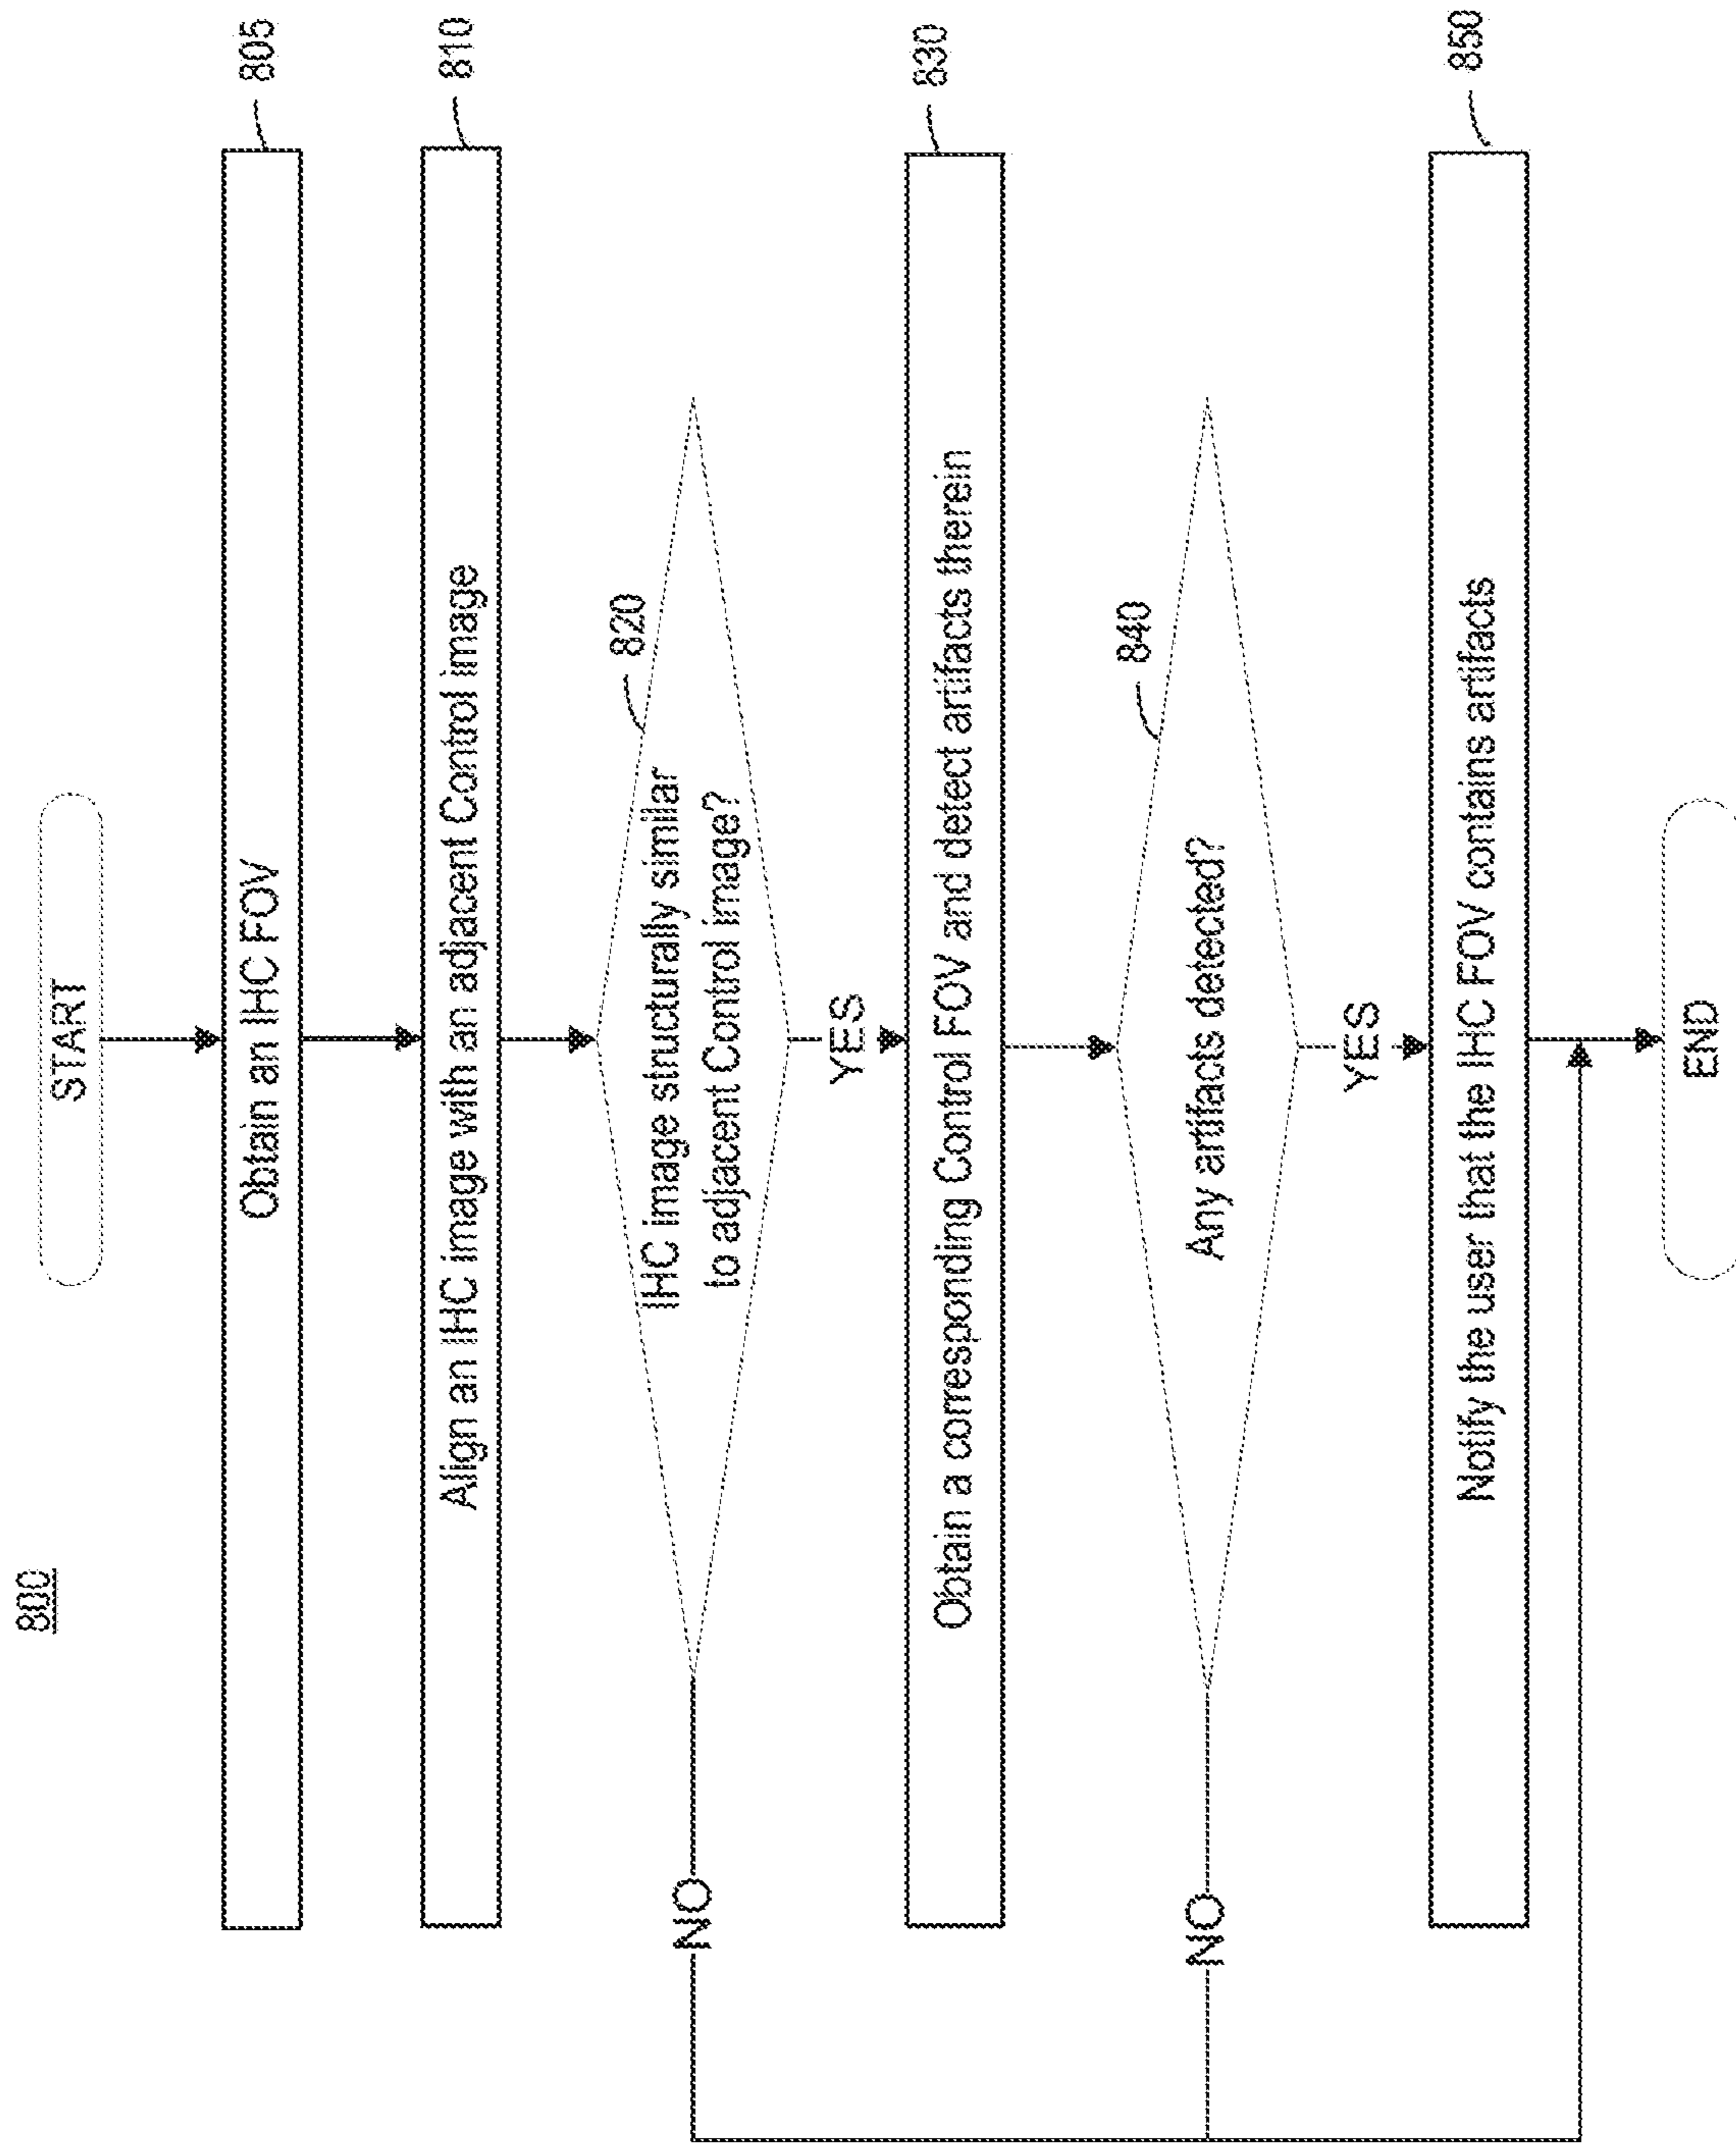 800
START
Obtain an IHC FOV
805
Align an IHC image with an adjacent Control image
810
IHC image structurally similar
to adjacent Control image?
820
NO
YES
Obtain a corresponding Control FOV and detect artifacts therein
830
Any artifacts detected?
840
NO
YES
Notify the user that the IHC FOV contains artifacts
850
END